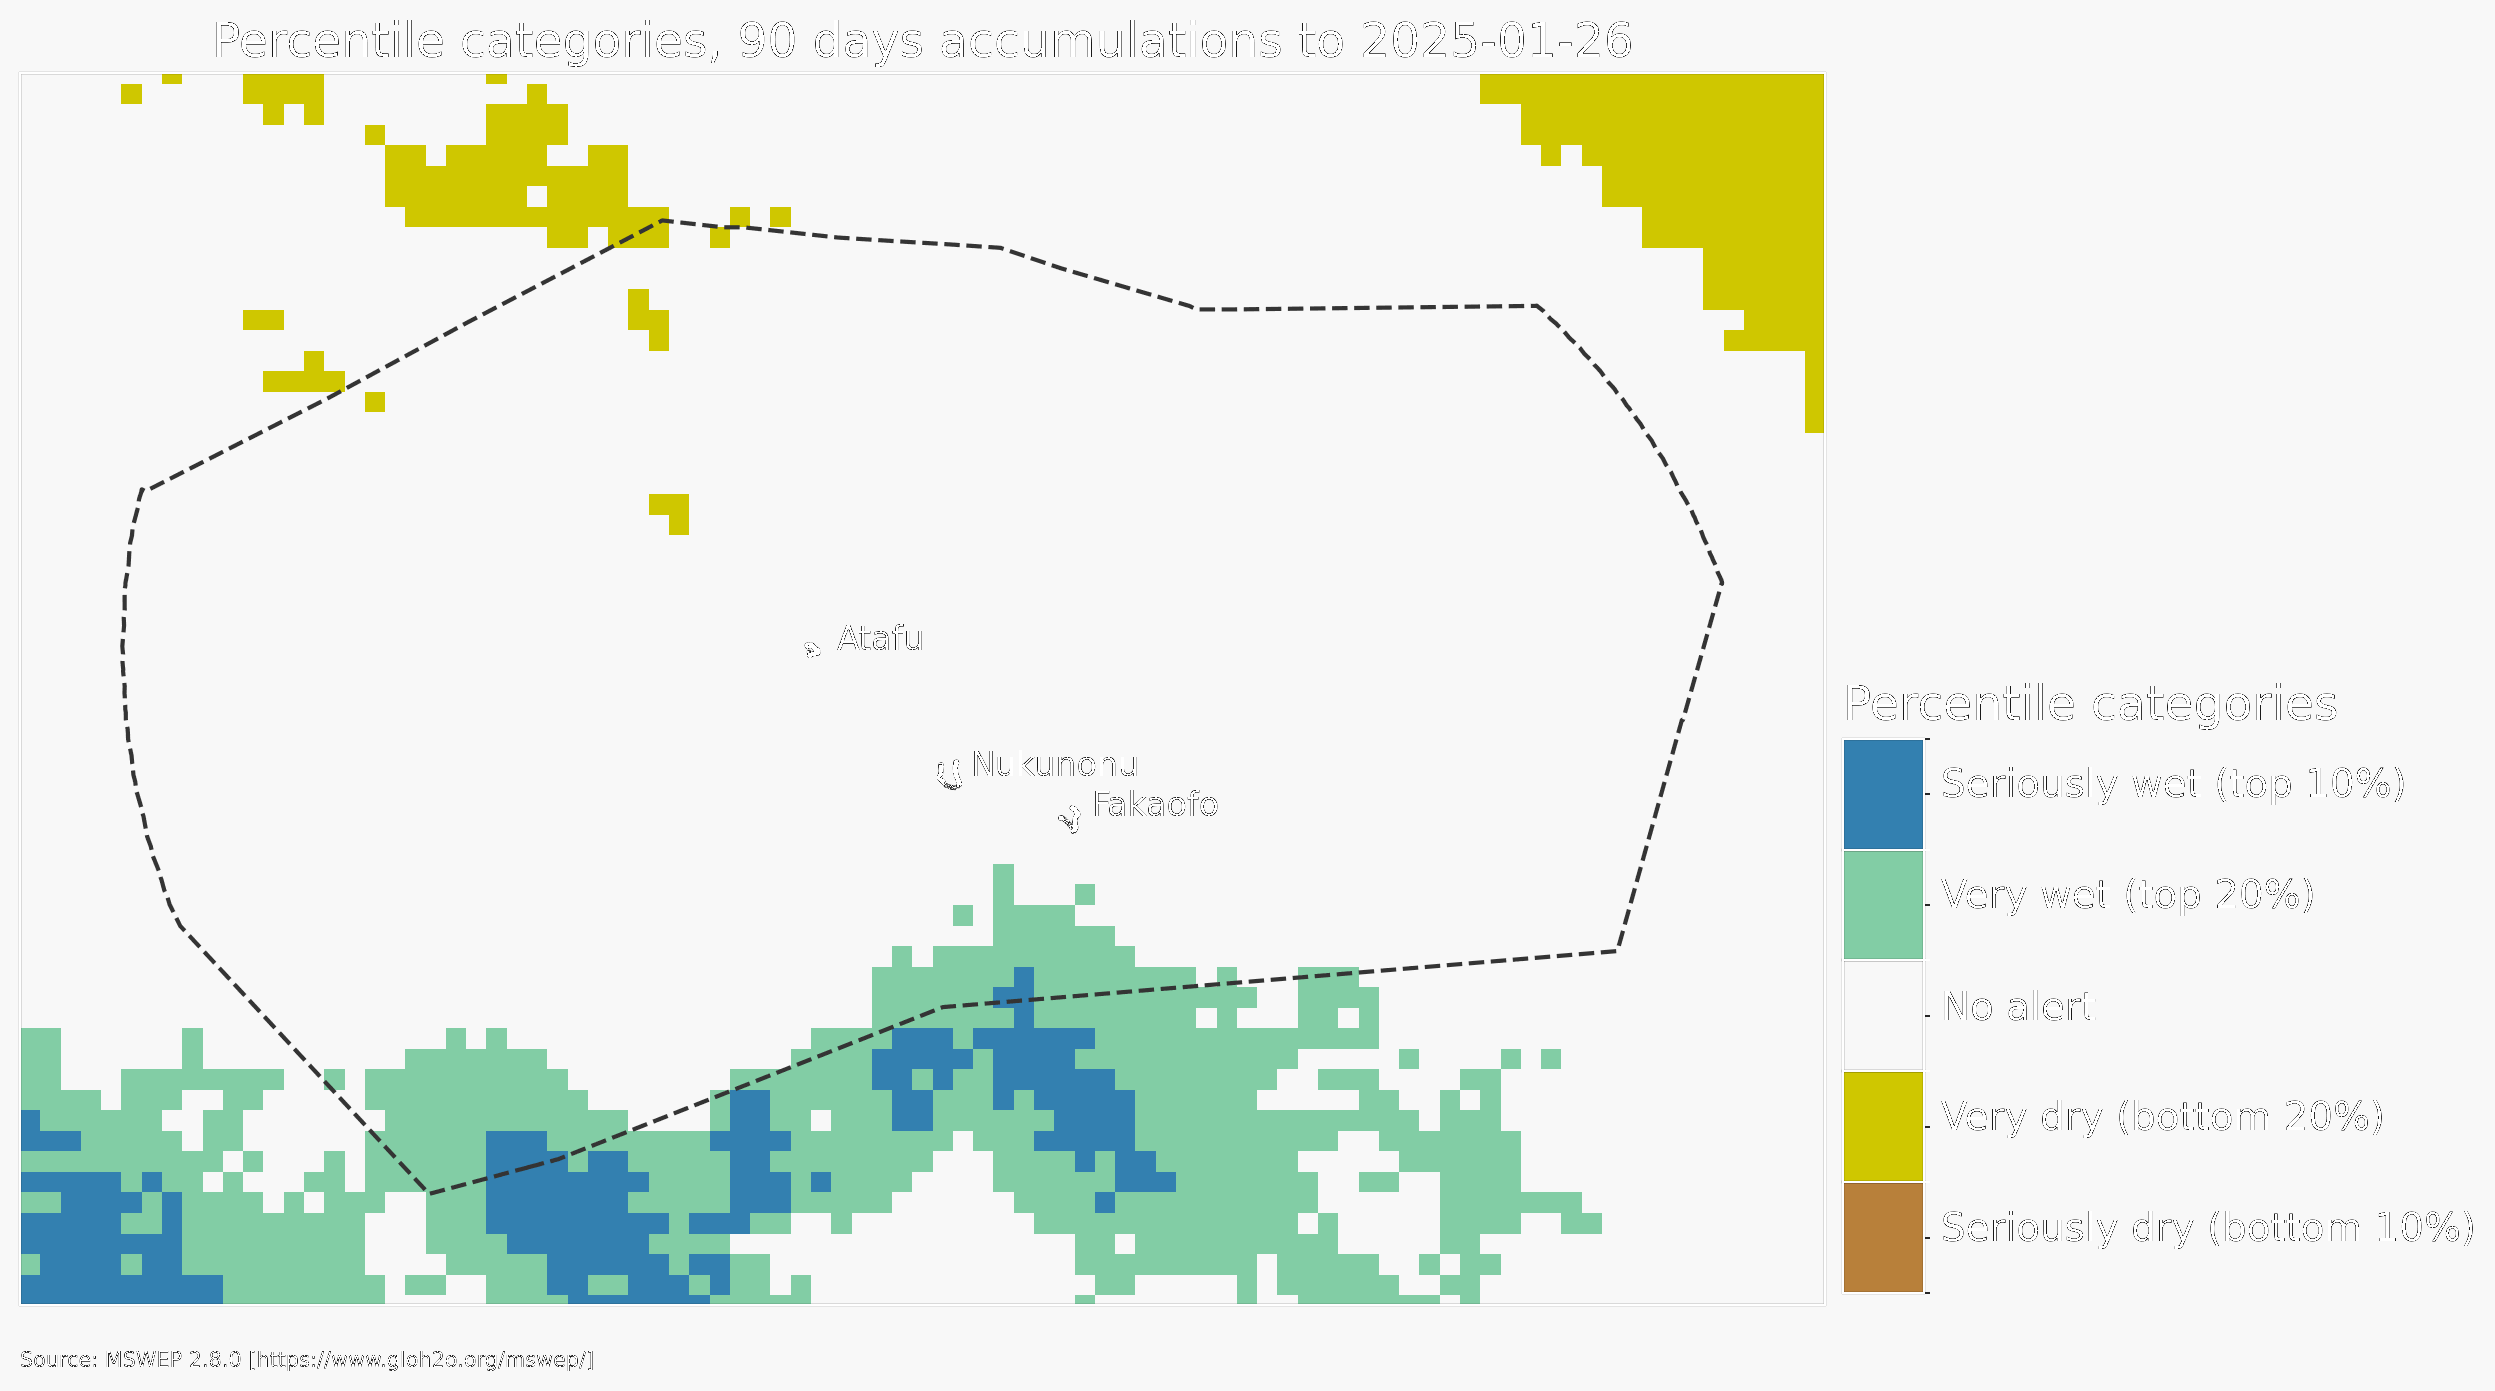 Percentile categories, 90 days accumulations to 2025-01-26
Atafu
Nukunonu
Fakaofo
Percentile categories
Seriously wet (top 10%)
Very wet (top 20%)
No alert
Very dry (bottom 20%)
Seriously dry (bottom 10%)
Source: MSWEP 2.8.0 [https://www.gloh2o.org/mswep/]